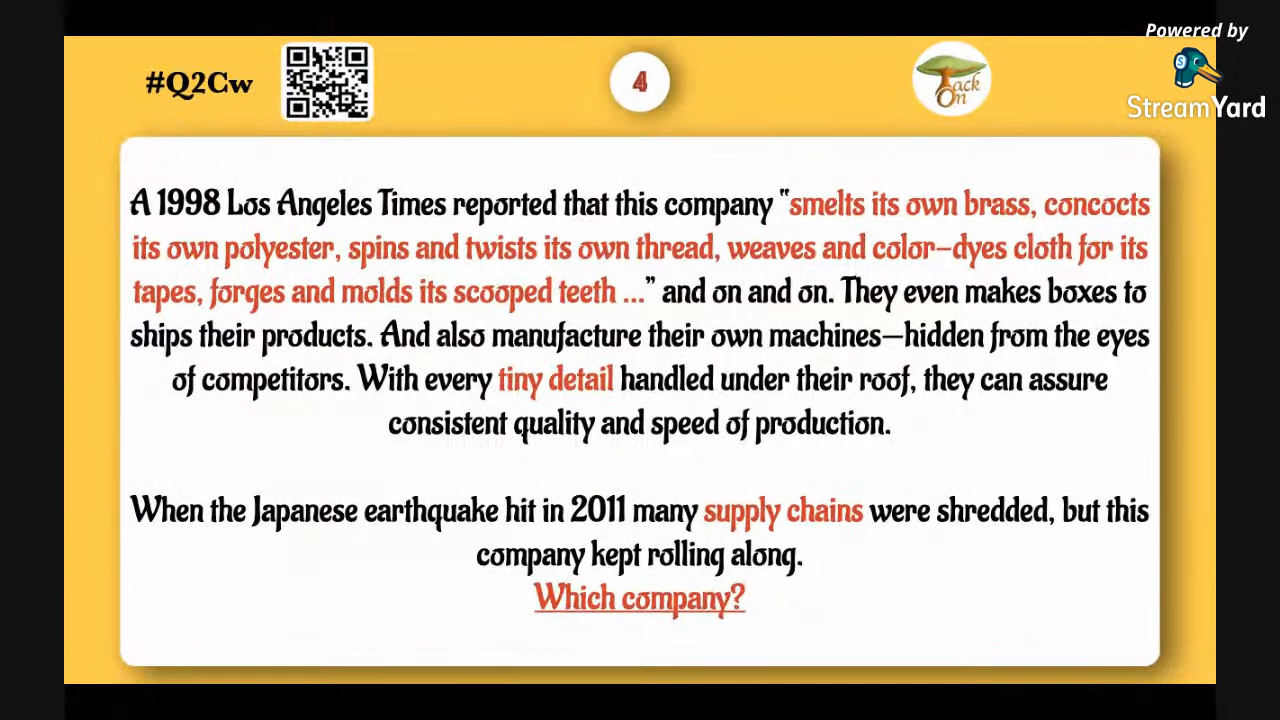 Powered by
StreamYard
#Q2Cw
4
Tack
On
A 1998 Los Angeles Times reported that this company "smelts its own brass, concocts
its own polyester, spins and twists its own thread, weaves and color-dyes cloth for its
tapes, forges and molds its scooped teeth ..." and on and on. They even makes boxes to
ships their products. And also manufacture their own machines—hidden from the eyes
of competitors. With every tiny detail handled under their roof, they can assure
consistent quality and speed of production.
When the Japanese earthquake hit in 2011 many supply chains were shredded, but this
company kept rolling along.
Which company?